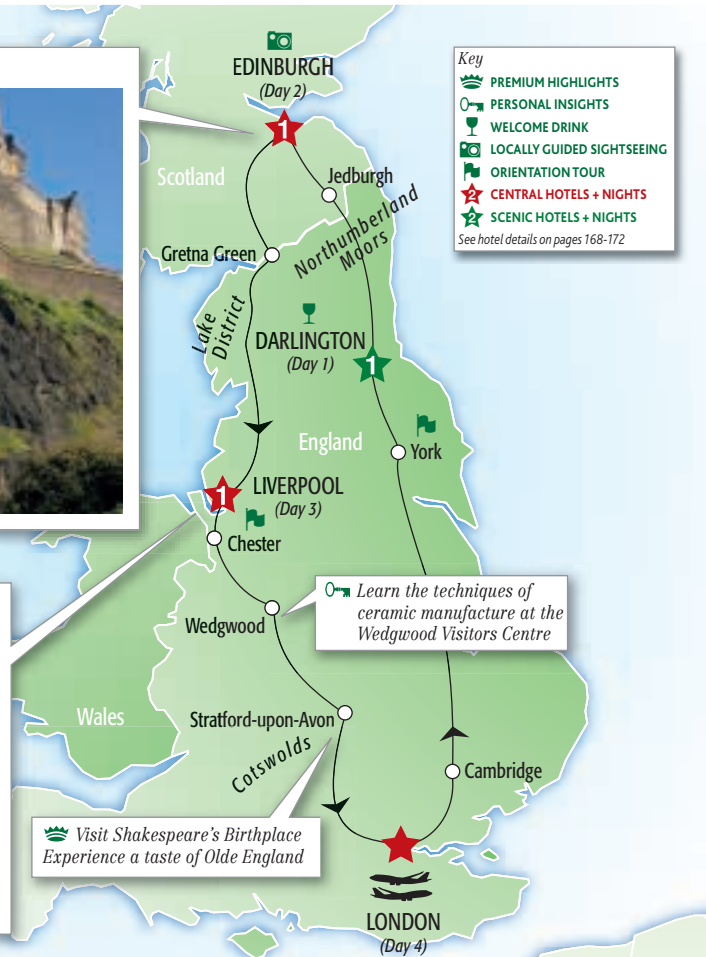 EDINBURGH
(Day 2)
1
Scotland
Jedburgh
Northumberland
Moors
Gretna Green
Lake
District
DARLINGTON
(Day 1)
1
England
York
1
LIVERPOOL
(Day 3)
Chester
Learn the techniques of
ceramic manufacture at the
Wedgwood Visitors Centre
Wedgwood
Wales
Stratford-upon-Avon
Cotswolds
Cambridge
Visit Shakespeare's Birthplace
Experience a taste of Olde England
LONDON
(Day 4)
Key
PREMIUM HIGHLIGHTS
PERSONAL INSIGHTS
WELCOME DRINK
LOCALLY GUIDED SIGHTSEEING
ORIENTATION TOUR
2 CENTRAL HOTELS + NIGHTS
2 SCENIC HOTELS + NIGHTS
See hotel details on pages 168-172